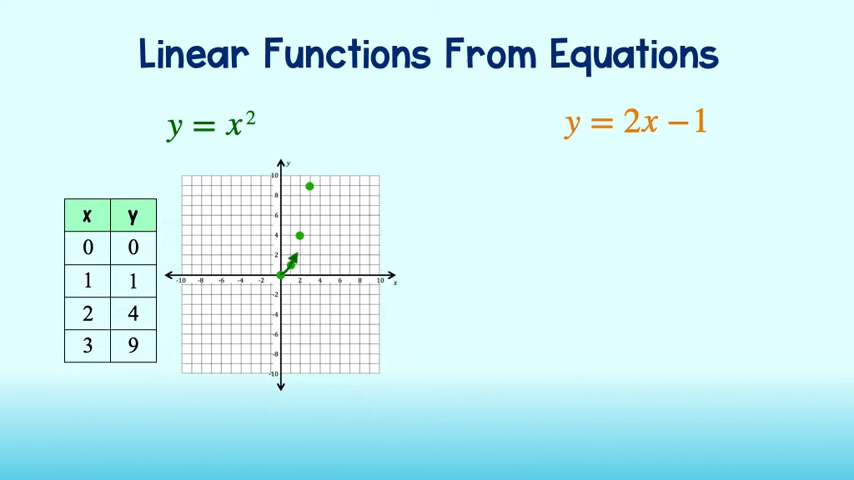 Linear Functions From Equations
y = x²
y = 2x − 1
x y
0 0
1 1
2 4
3 9
y
10
8
6
4
2
-10 -8 -6 -4 -2 0 2 4 6 8 10 x
-2
-4
-6
-8
-10